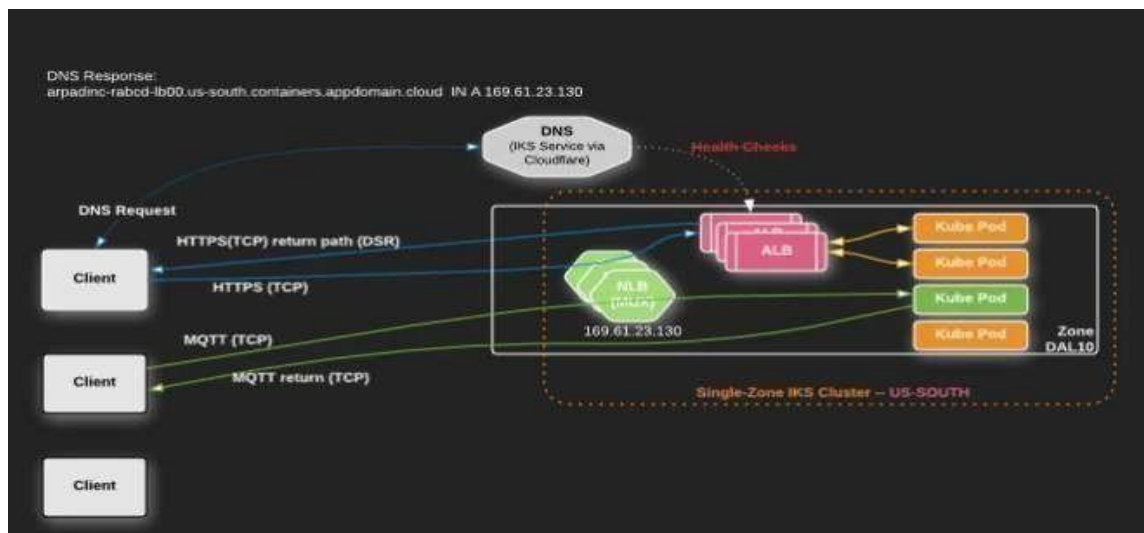 DNS Response:
arpadinc-rabcd-lb00.us-south.containers.appdomain.cloud IN A 169.61.23.130
DNS
(IKS Service via
Cloudflare)
Health Checks
DNS Request
HTTPS(TCP) return path (DSR)
HTTPS (TCP)
Client
ALB
ALB
Kube Pod
Kube Pod
Kube Pod
Kube Pod
NLB
(MUX)
169.61.23.130
Zone
DAL10
MQTT (TCP)
MQTT return (TCP)
Client
Single-Zone IKS Cluster -- US-SOUTH
Client